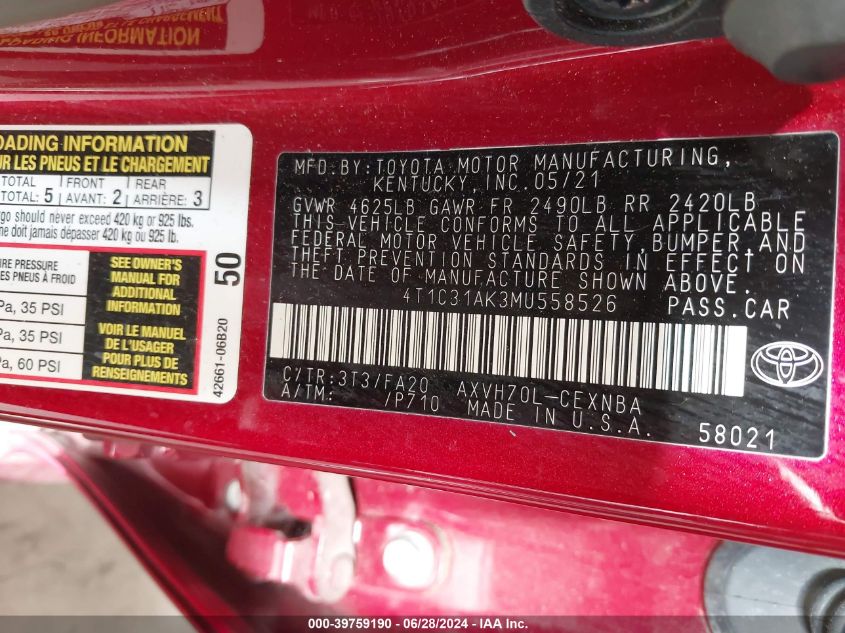 LOADING INFORMATION
OADING INFORMATION
UR LES PNEUS ET LE CHARGEMENT
TOTAL FRONT REAR
TOTAL: 5 AVANT: 2 ARRIÈRE: 3
go should never exceed 420 kg or 925 lbs.
ne doit jamais dépasser 420 kg ou 925 lb.
IRE PRESSURE
ES PNEUS À FROID
Pa, 35 PSI
Pa, 35 PSI
Pa, 60 PSI
SEE OWNER'S
MANUAL FOR
ADDITIONAL
INFORMATION
VOIR LE MANUEL
POUR PLUS DE
RENSEIGNEMENTS
50
42661-06B20
MFD.BY:TOYOTA MOTOR MANUFACTURING,
KENTUCKY, INC. 05/21
GVWR 4625LB GAWR FR 2490LB RR 2420LB
THIS VEHICLE CONFORMS TO ALL APPLICABLE
FEDERAL MOTOR VEHICLE SAFETY, BUMPER, AND
THEFT PREVENTION STANDARDS IN EFFECT ON
THE DATE OF MANUFACTURE SHOWN ABOVE.
4T1C31AK3MU558526 PASS.CAR
C/TR:3T3/FA20 AXVH70L-CEXNBA
A/TM: /P710 MADE IN U.S.A. 58021
000-39759190 - 06/28/2024 - IAAI Holdings, LLC.